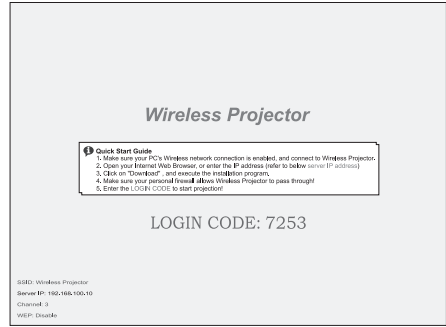 Wireless Projector
Quick Start Guide
1. Make sure your PC's Wireless network connection is enabled, and connect to Wireless Projector.
2. Open your Internet Web Browser, or enter the IP address (refer to below server IP address)
3. Click on "Download" , and execute the installation program.
4. Make sure your personal firewall allows Wireless Projector to pass through!
5. Enter the LOGIN CODE to start projection!
LOGIN CODE: 7253
SSID: Wireless Projector
Server IP: 192.168.100.10
Channel: 3
WEP: Disable